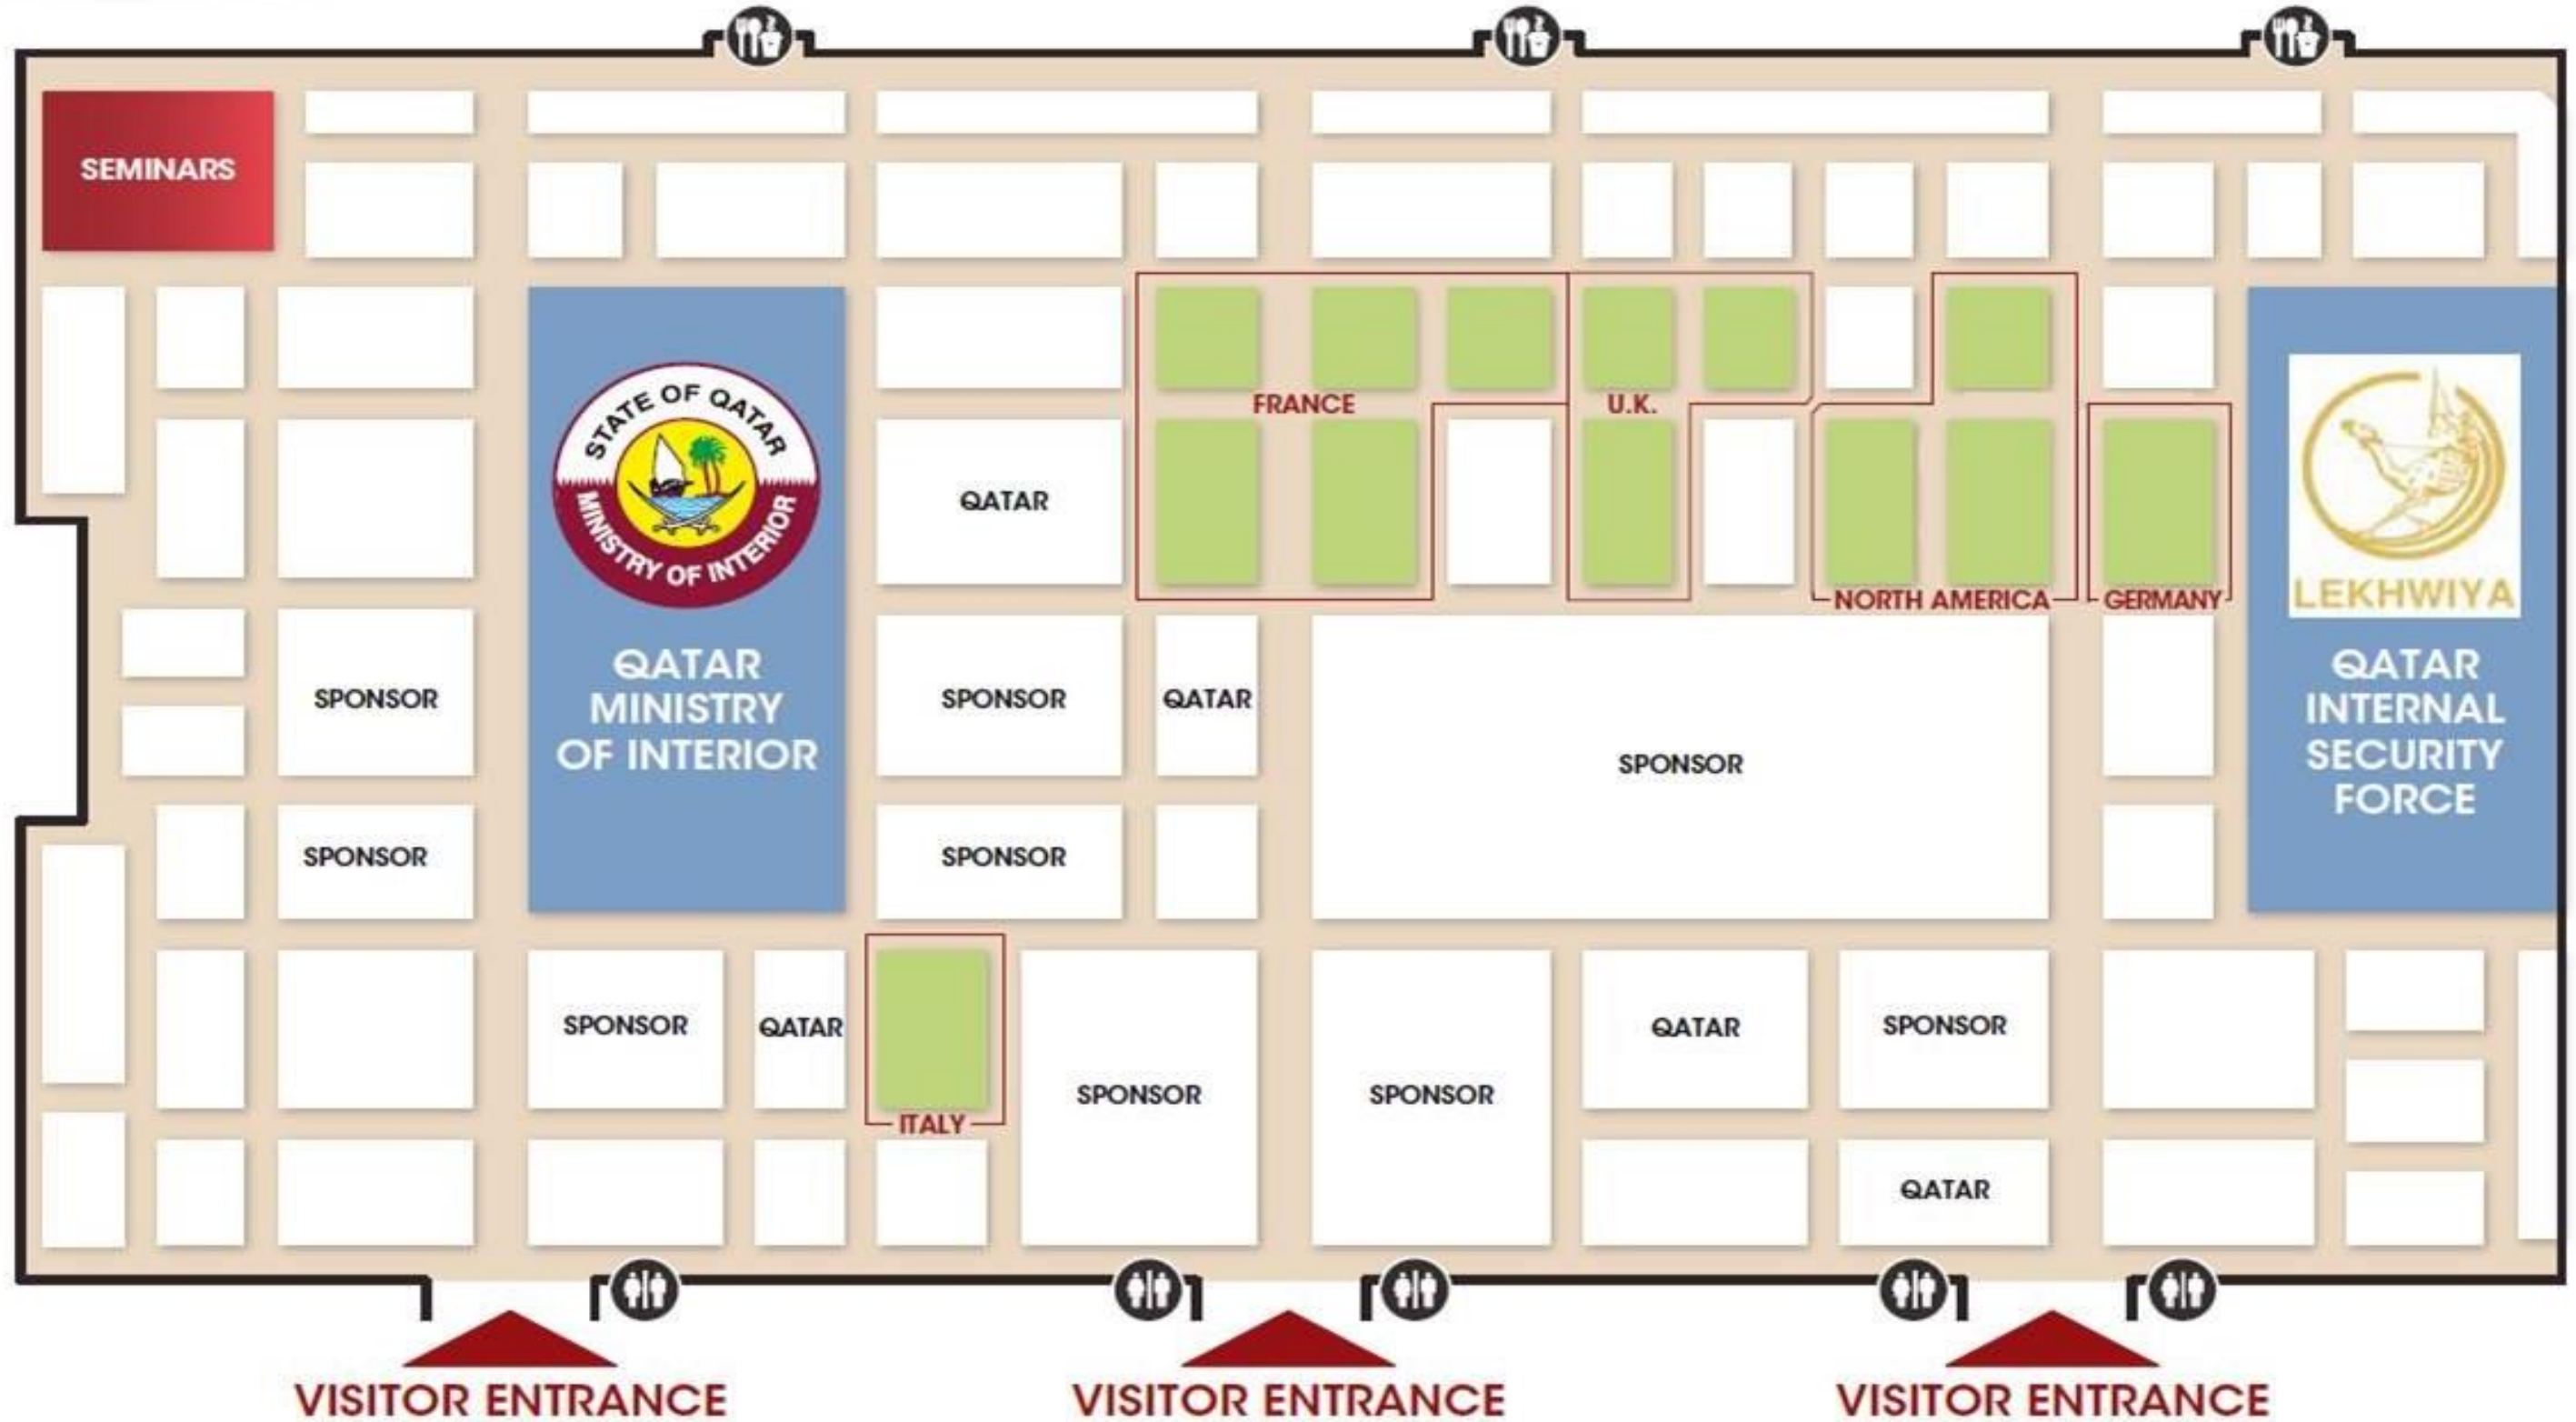 SEMINARS
STATE OF QATAR
MINISTRY OF INTERIOR
QATAR
MINISTRY
OF INTERIOR
FRANCE
U.K.
QATAR
NORTH AMERICA
GERMANY
LEKHWIYA
QATAR
INTERNAL
SECURITY
FORCE
SPONSOR
SPONSOR
QATAR
SPONSOR
SPONSOR
SPONSOR
SPONSOR
QATAR
ITALY
SPONSOR
SPONSOR
QATAR
SPONSOR
QATAR
VISITOR ENTRANCE
VISITOR ENTRANCE
VISITOR ENTRANCE